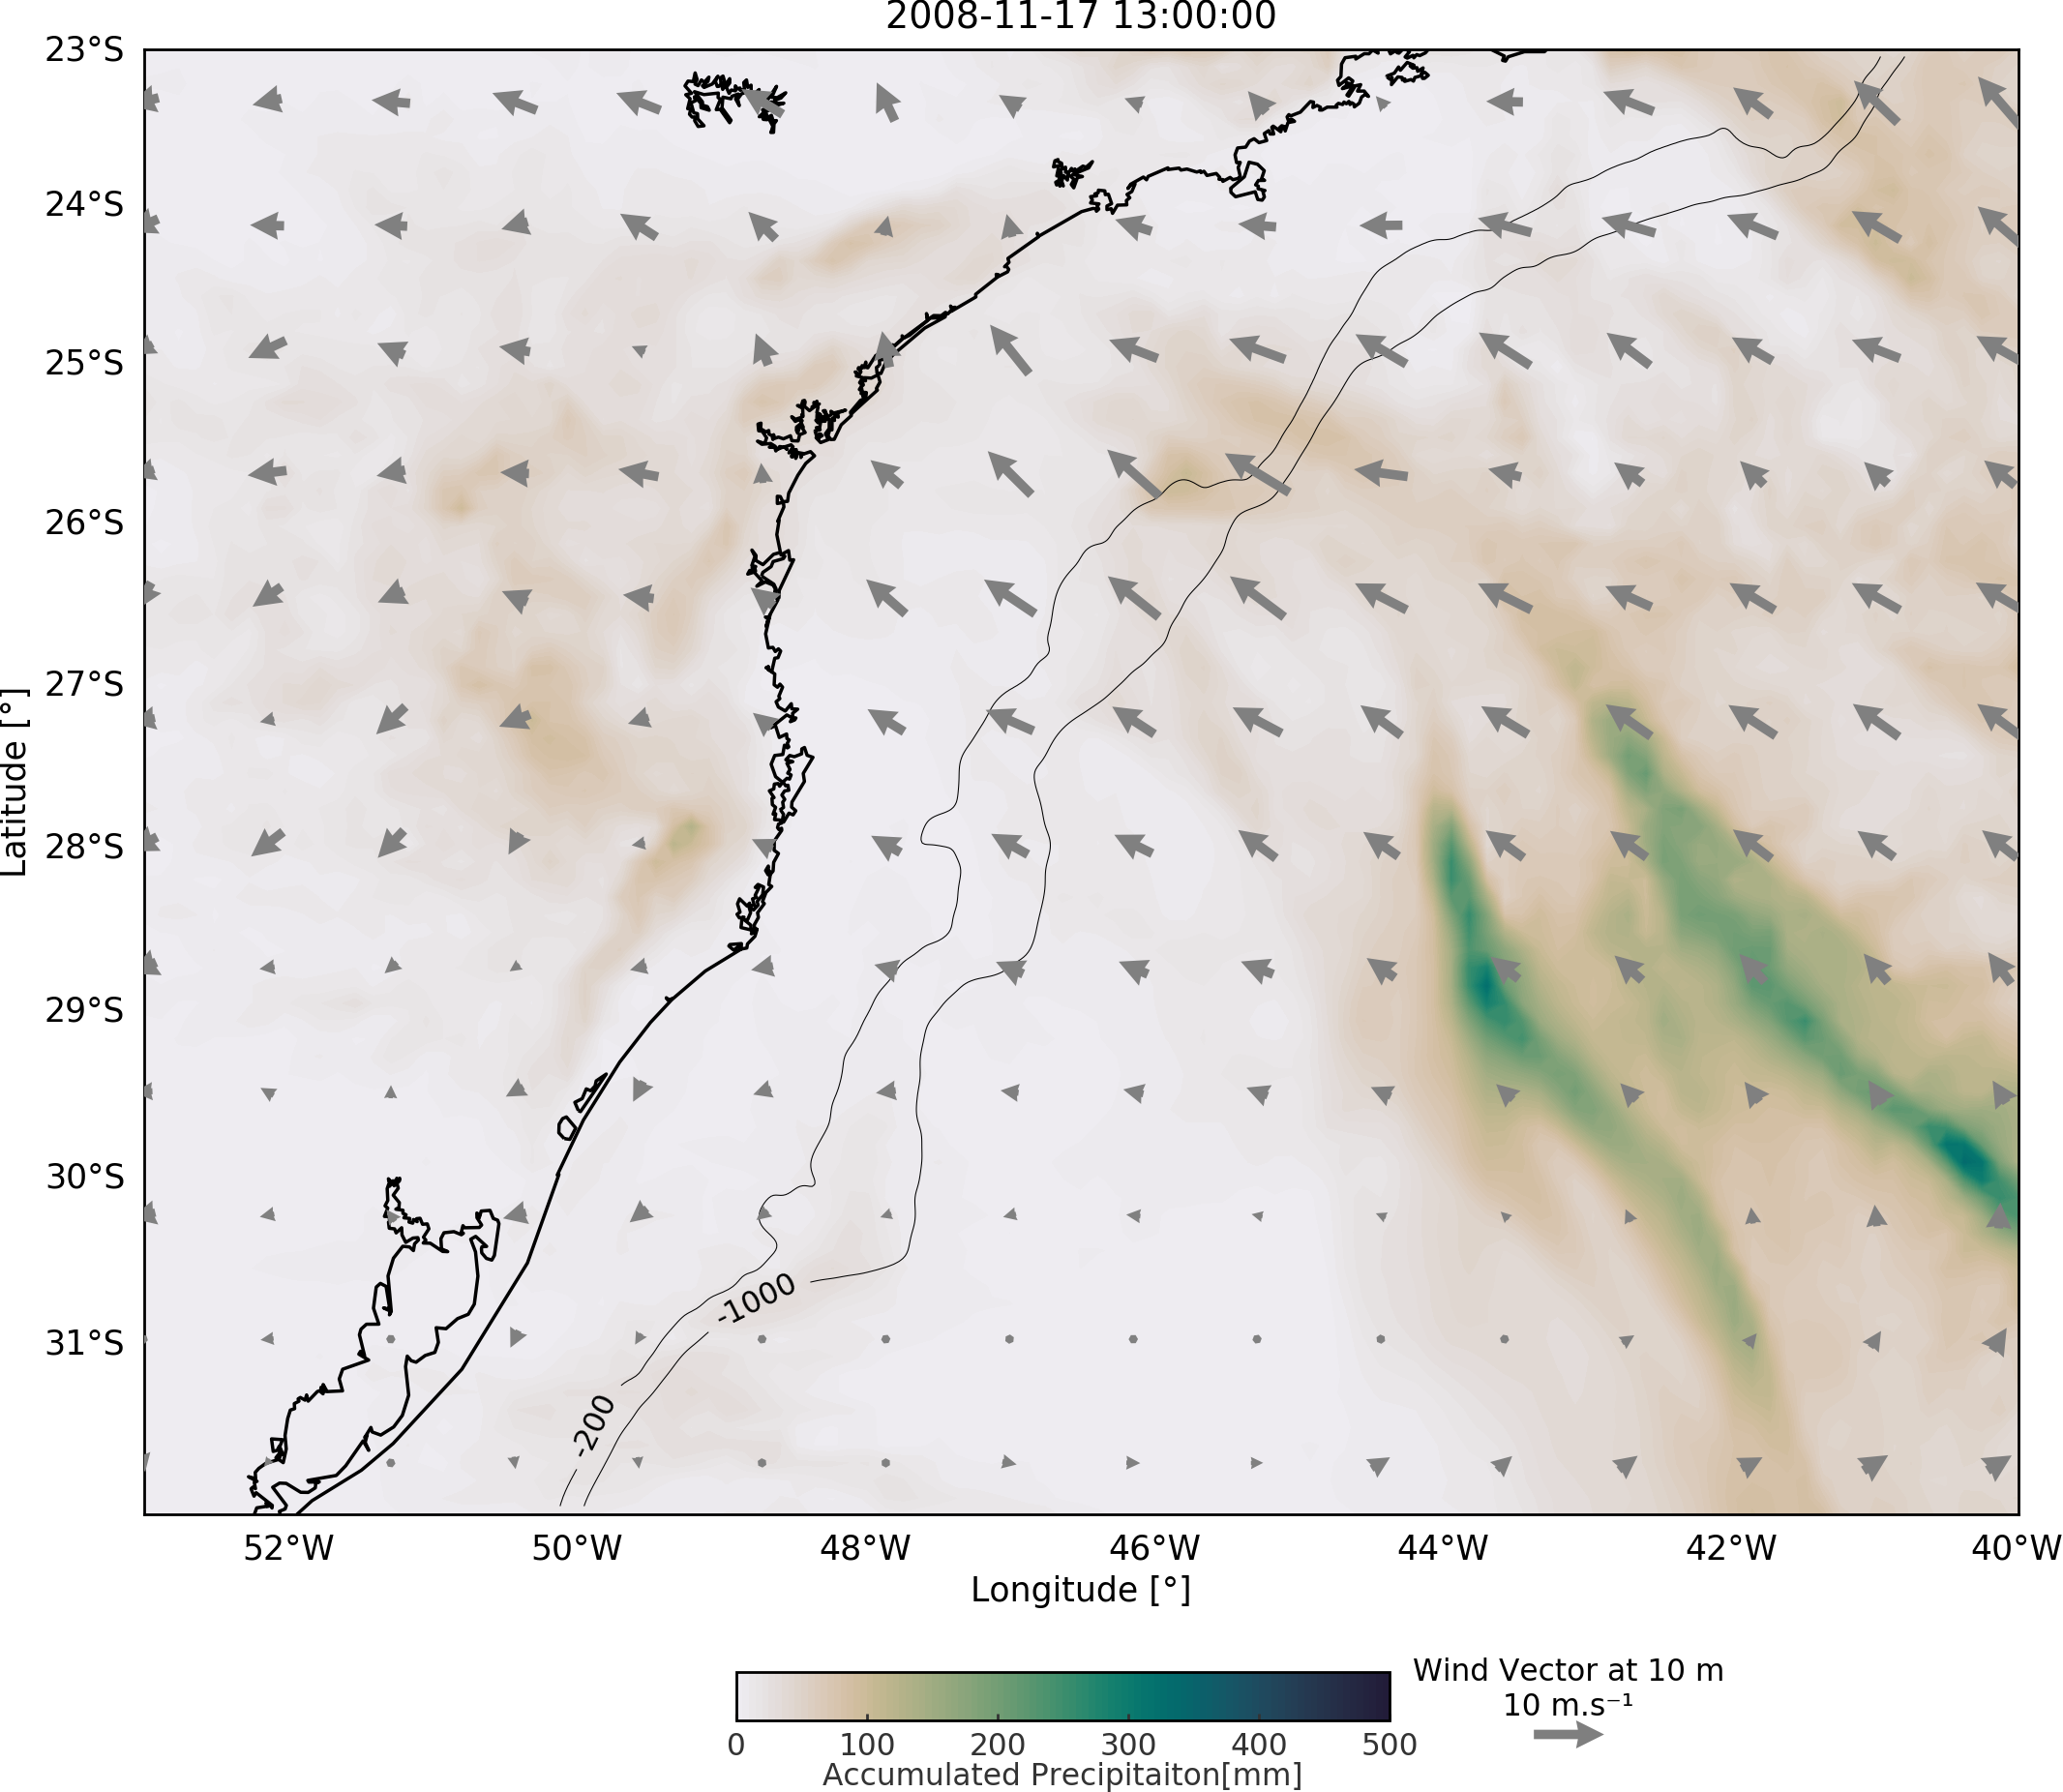 2008-11-17 13:00:00
23°S
24°S
25°S
26°S
27°S
28°S
29°S
30°S
31°S
Latitude [°]
-1000
-200
52°W 50°W 48°W 46°W 44°W 42°W 40°W
Longitude [°]
Wind Vector at 10 m
10 m.s⁻¹
0 100 200 300 400 500
Accumulated Precipitaiton[mm]